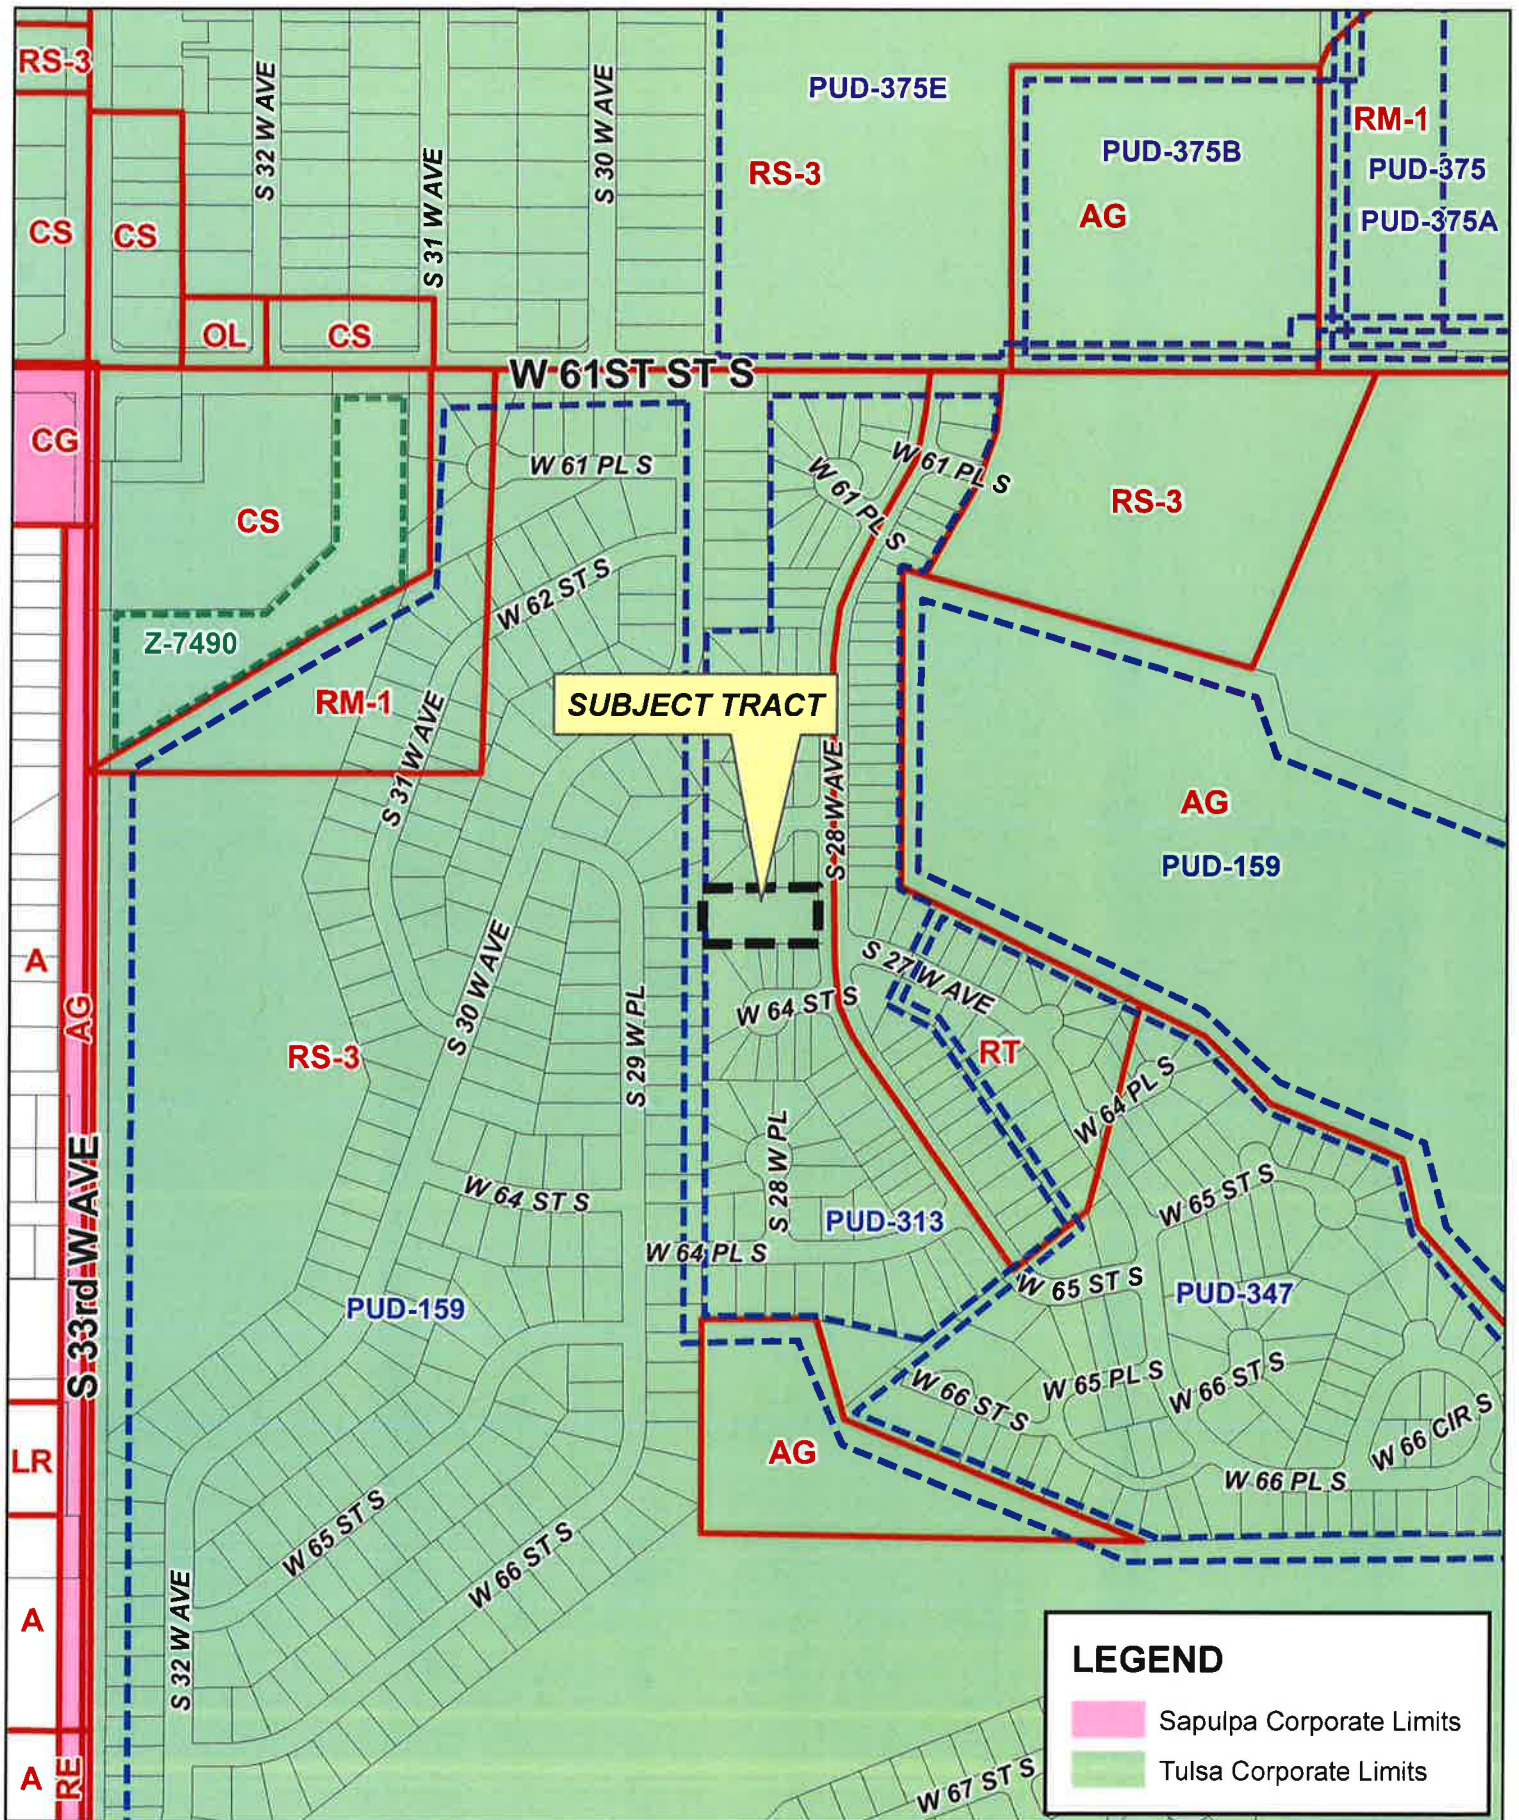 RS-3
S 32 W AVE
S 31 W AVE
S 30 W AVE
PUD-375E
RS-3
PUD-375B
AG
RM-1
PUD-375
PUD-375A
CS
CS
OL
CS
W 61ST ST S
CG
CS
W 61 PL S
W 61 PL S
W 61 PL S
RS-3
W 62 ST S
Z-7490
RM-1
S 31 W AVE
SUBJECT TRACT
S 28 W AVE
AG
PUD-159
A
AG
S 30 W AVE
S 27 W AVE
W 64 ST S
RS-3
S 29 W PL
RT
W 64 PL S
S 33rd W AVE
S 28 W PL
W 64 ST S
W 65 ST S
PUD-313
W 64 PL S
W 65 ST S
PUD-347
PUD-159
W 66 ST S
W 65 PL S
W 66 ST S
W 66 CIR S
LR
AG
W 66 PL S
W 65 ST S
W 66 ST S
A
S 32 W AVE
A
RE
W 67 ST S
LEGEND
Sapulpa Corporate Limits
Tulsa Corporate Limits